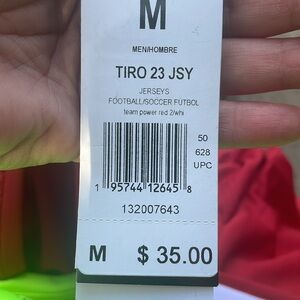 M
MEN/HOMBRE
TIRO 23 JSY
JERSEYS
FOOTBALL/SOCCER FUTBOL
team power red 2/whi
50
628
UPC
1 95744 12645 8
132007643
M $ 35.00